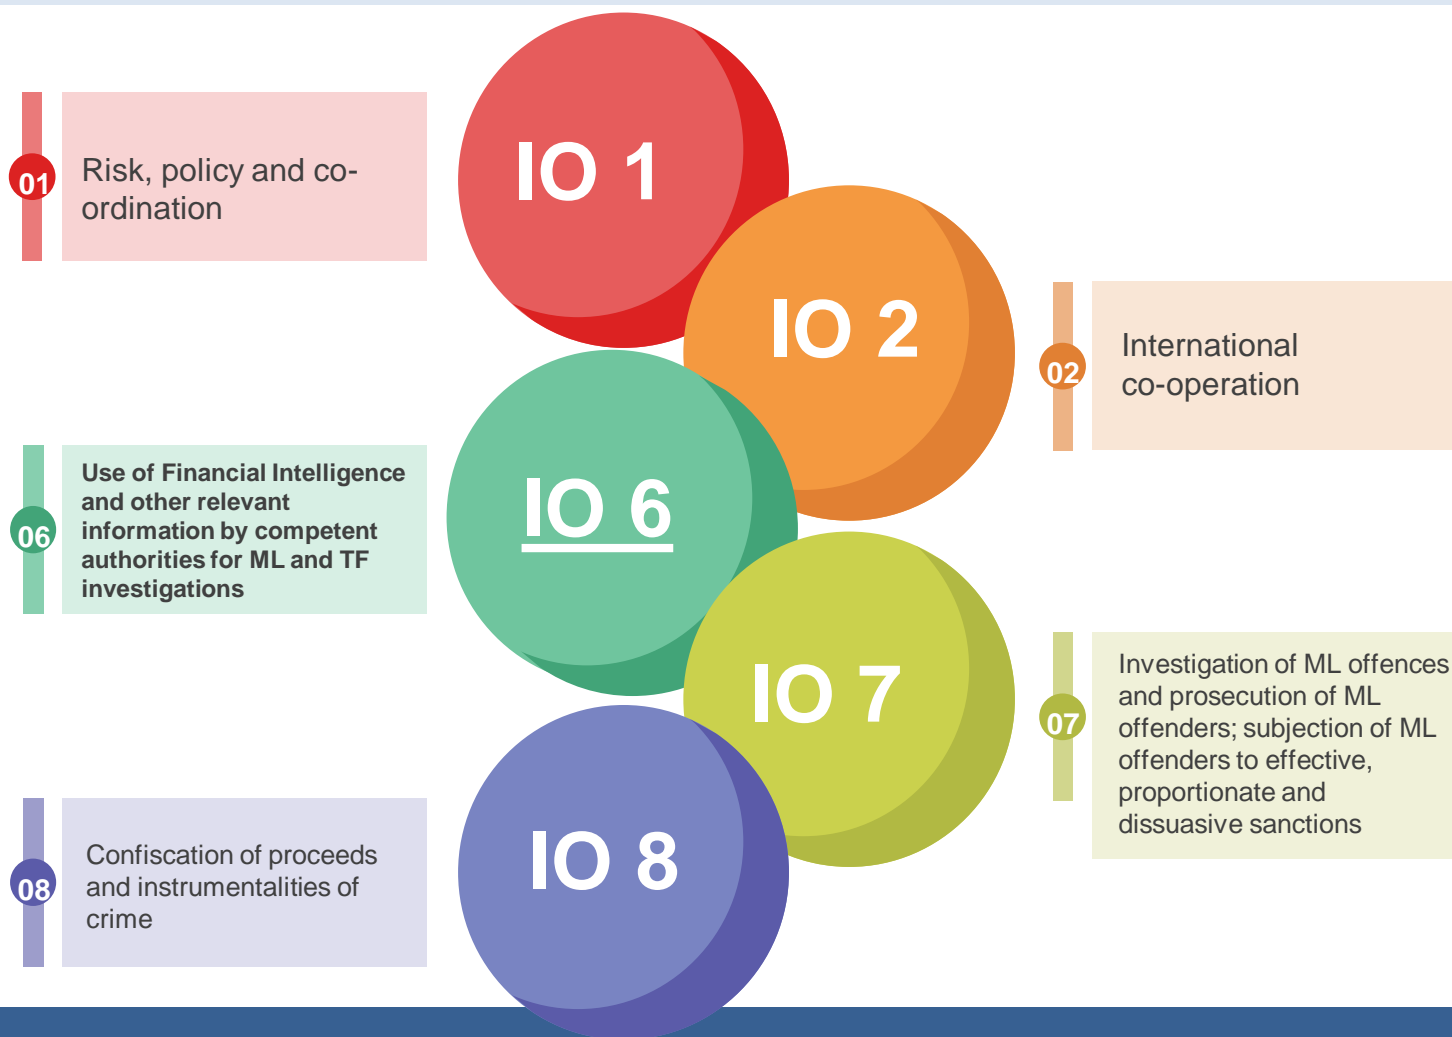 IO 1
01
Risk, policy and co-
ordination
IO 2
02
International
co-operation
IO 6
06
Use of Financial Intelligence
and other relevant
information by competent
authorities for ML and TF
investigations
IO 7
07
Investigation of ML offences
and prosecution of ML
offenders; subjection of ML
offenders to effective,
proportionate and
dissuasive sanctions
IO 8
08
Confiscation of proceeds
and instrumentalities of
crime